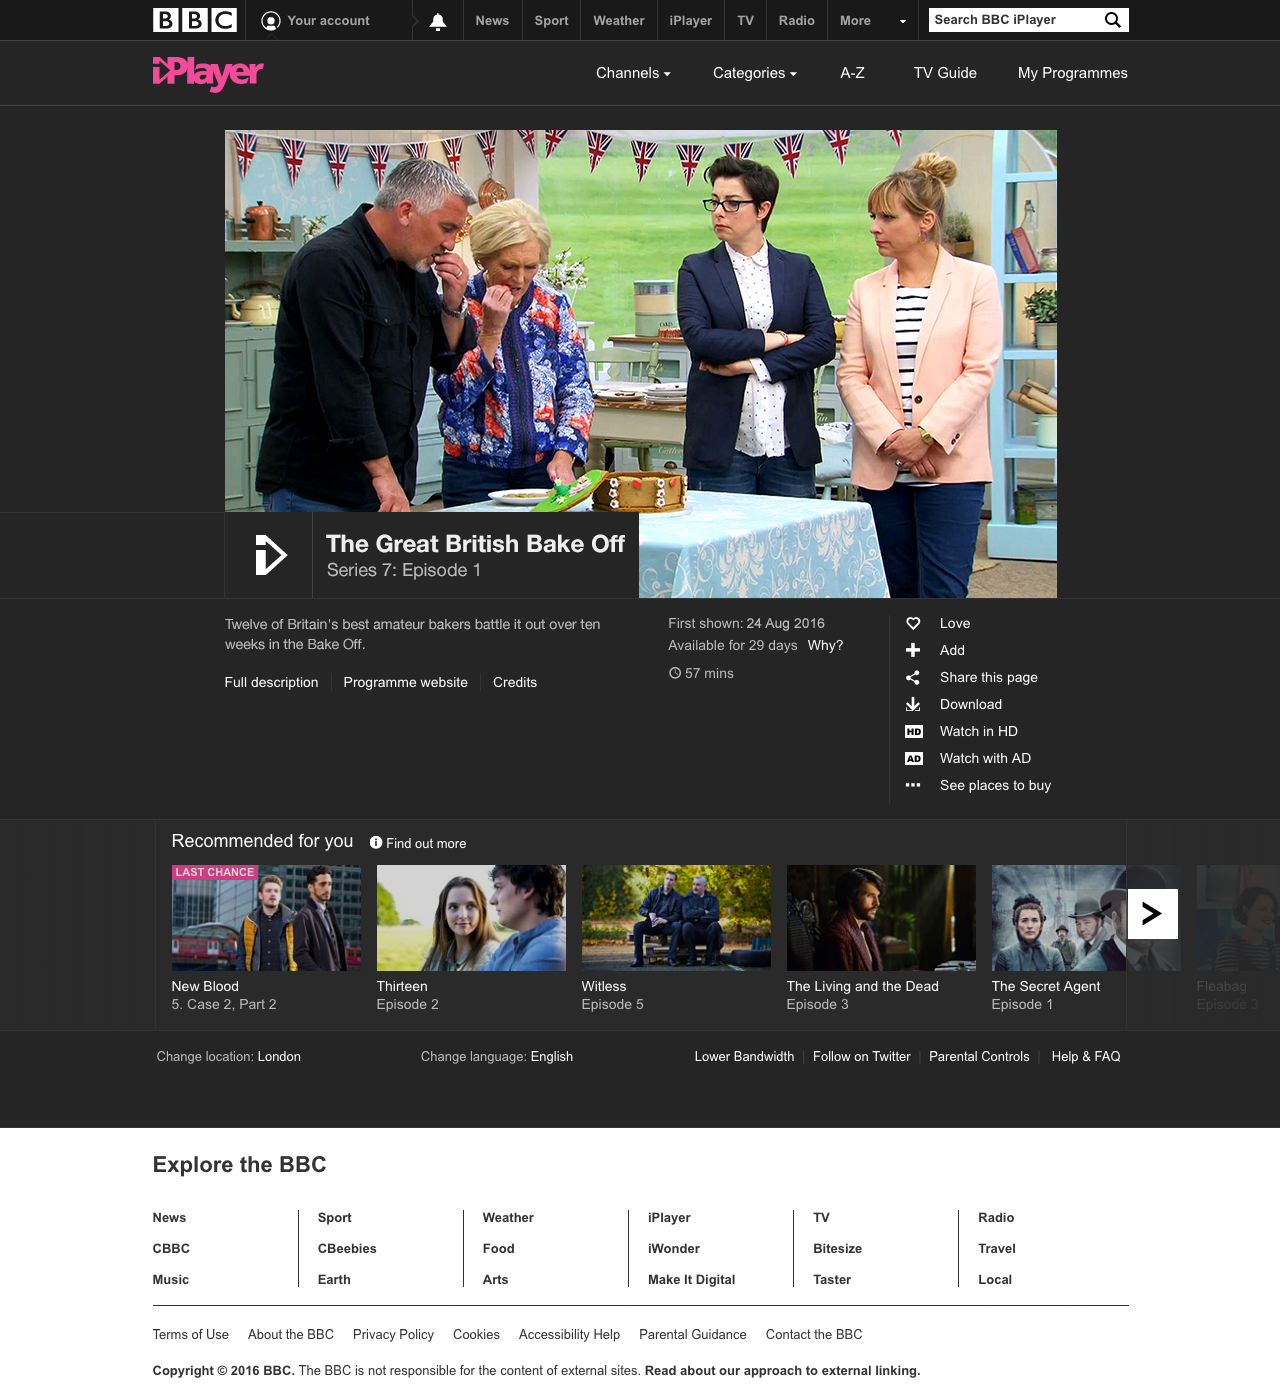 BBC Your account News Sport Weather iPlayer TV Radio More Search BBC iPlayer
iPlayer Channels Categories A-Z TV Guide My Programmes
The Great British Bake Off
Series 7: Episode 1
Twelve of Britain's best amateur bakers battle it out over ten
weeks in the Bake Off.
Full description Programme website Credits
First shown: 24 Aug 2016
Available for 29 days Why?
57 mins
Love
Add
Share this page
Download
HD Watch in HD
AD Watch with AD
See places to buy
Recommended for you Find out more
LAST CHANCE
New Blood
5. Case 2, Part 2
Thirteen
Episode 2
Witless
Episode 5
The Living and the Dead
Episode 3
The Secret Agent
Episode 1
Fleabag
Episode 3
Change location: London Change language: English Lower Bandwidth Follow on Twitter Parental Controls Help & FAQ
Explore the BBC
News Sport Weather iPlayer TV Radio
CBBC CBeebies Food iWonder Bitesize Travel
Music Earth Arts Make It Digital Taster Local
Terms of Use About the BBC Privacy Policy Cookies Accessibility Help Parental Guidance Contact the BBC
Copyright © 2016 BBC. The BBC is not responsible for the content of external sites. Read about our approach to external linking.